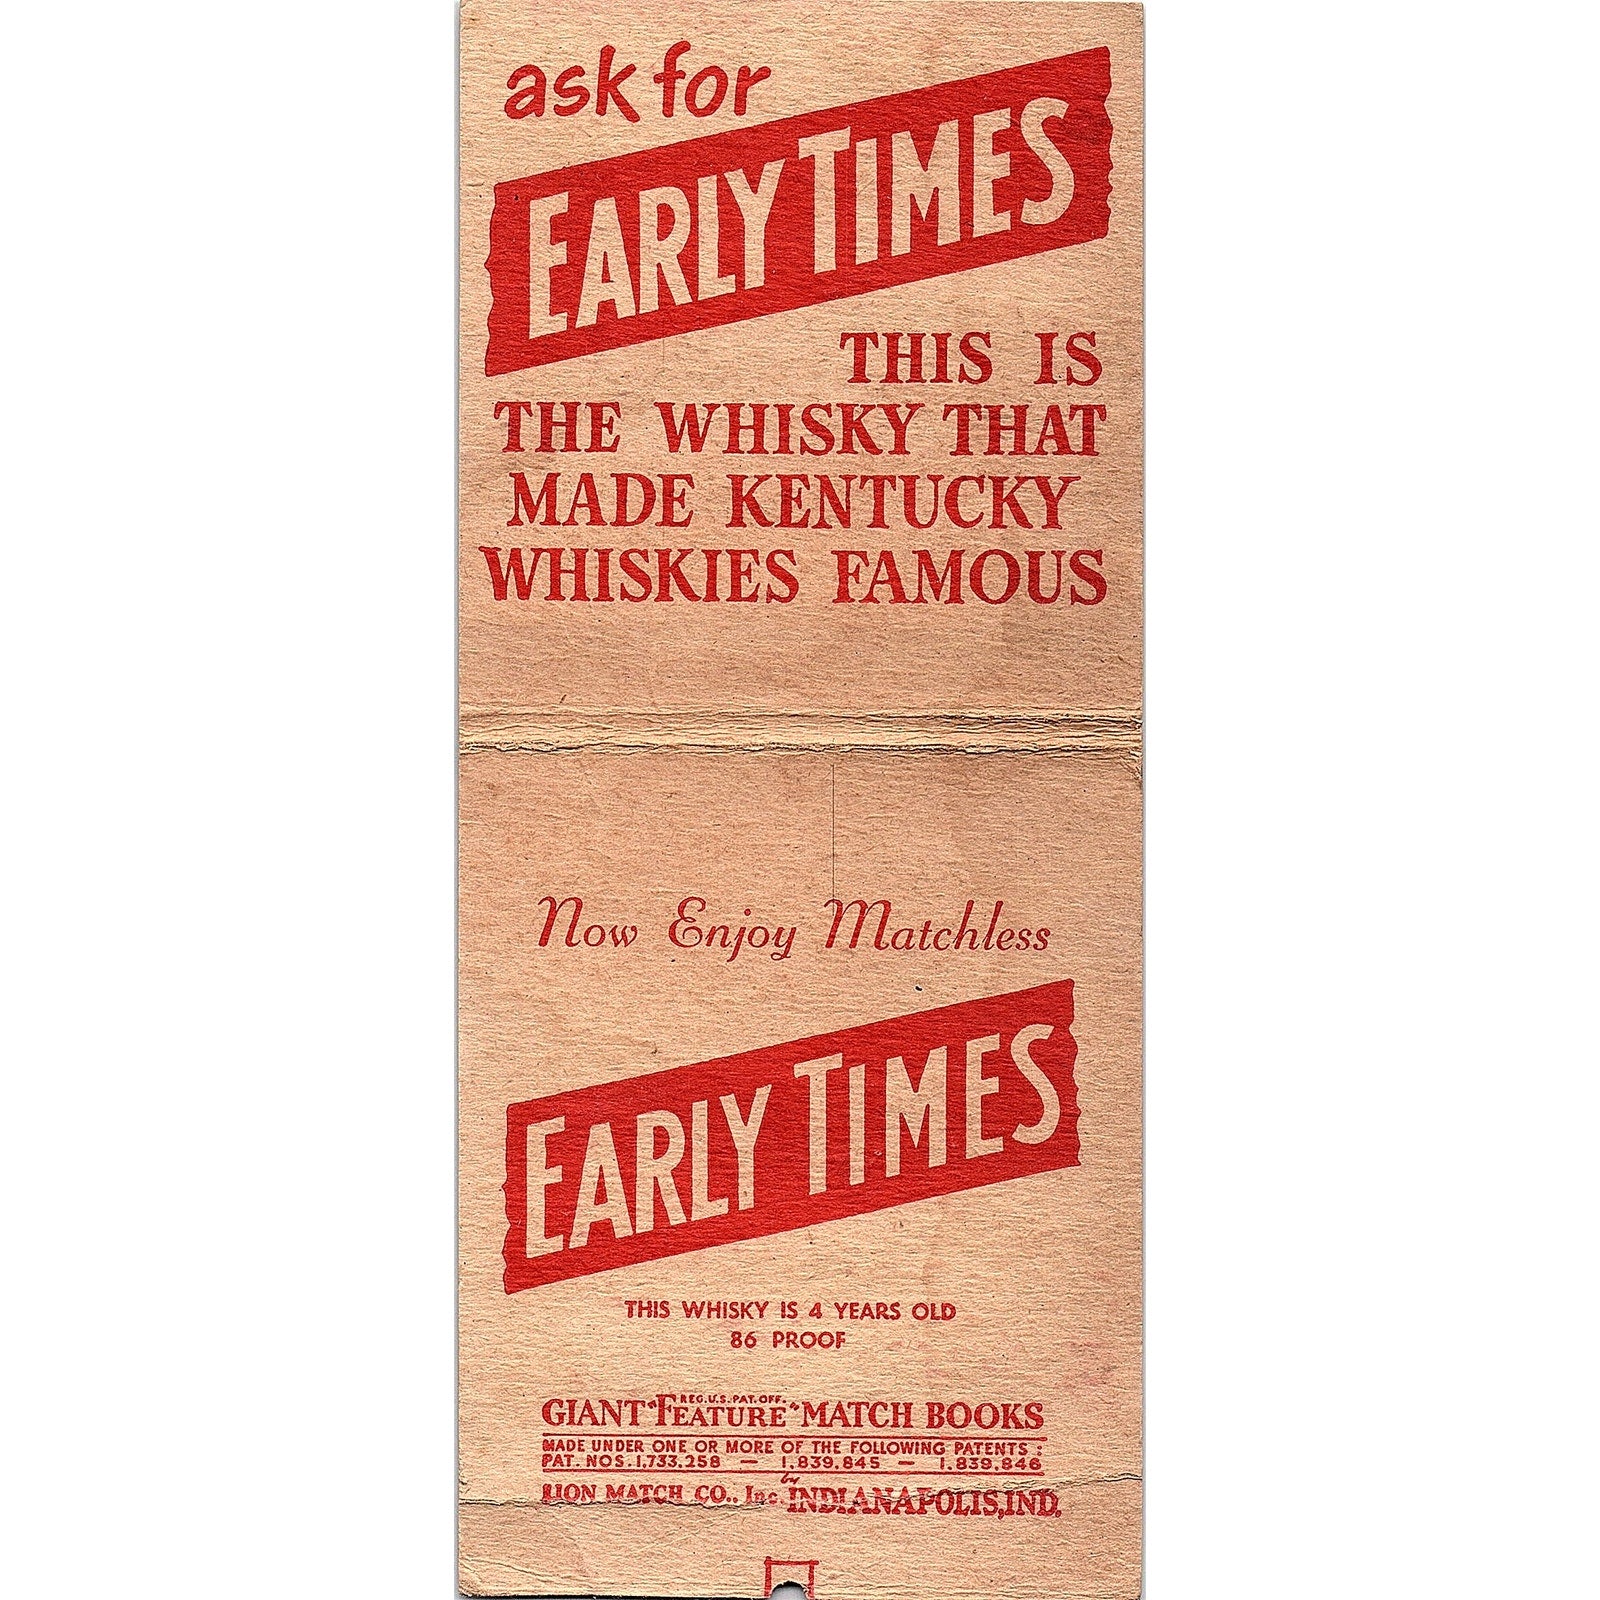 ask for
EARLY TIMES
THIS IS
THE WHISKY THAT
MADE KENTUCKY
WHISKIES FAMOUS
Now Enjoy Matchless
EARLY TIMES
THIS WHISKY IS 4 YEARS OLD
86 PROOF
REG. U.S. PAT. OFF.
GIANT "FEATURE" MATCH BOOKS
MADE UNDER ONE OR MORE OF THE FOLLOWING PATENTS :
PAT. NOS. 1,733,258 — 1,839,845 — 1,839,846
by
LION MATCH CO., Inc. INDIANAPOLIS, IND.